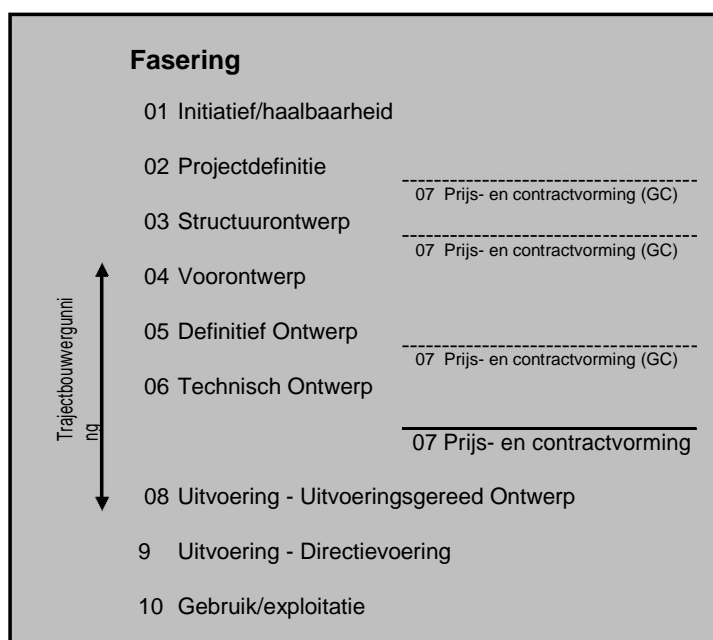 Fasering
01 Initiatief/haalbaarheid
02 Projectdefinitie
07 Prijs- en contractvorming (GC)
03 Structuurontwerp
07 Prijs- en contractvorming (GC)
04 Voorontwerp
05 Definitief Ontwerp
07 Prijs- en contractvorming (GC)
06 Technisch Ontwerp
07 Prijs- en contractvorming
08 Uitvoering - Uitvoeringsgereed Ontwerp
9 Uitvoering - Directievoering
10 Gebruik/exploitatie
Trajectbouwvergunni
ng